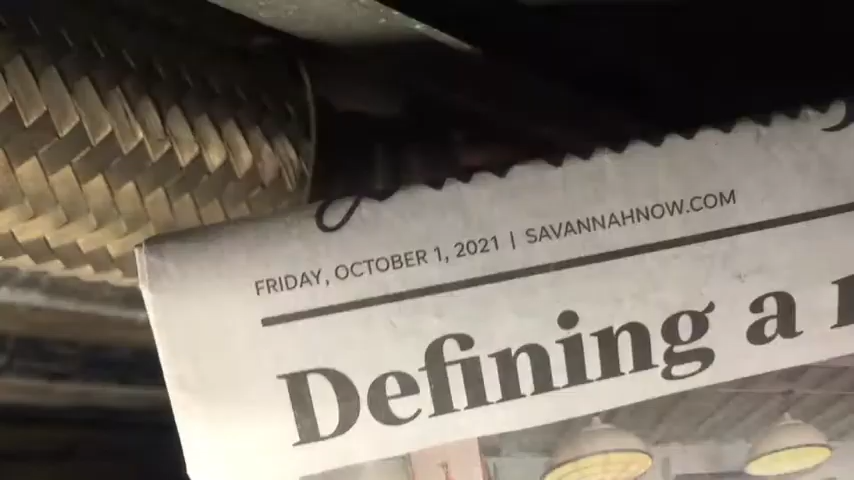 FRIDAY, OCTOBER 1, 2021 | SAVANNAHNOW.COM
Defining a